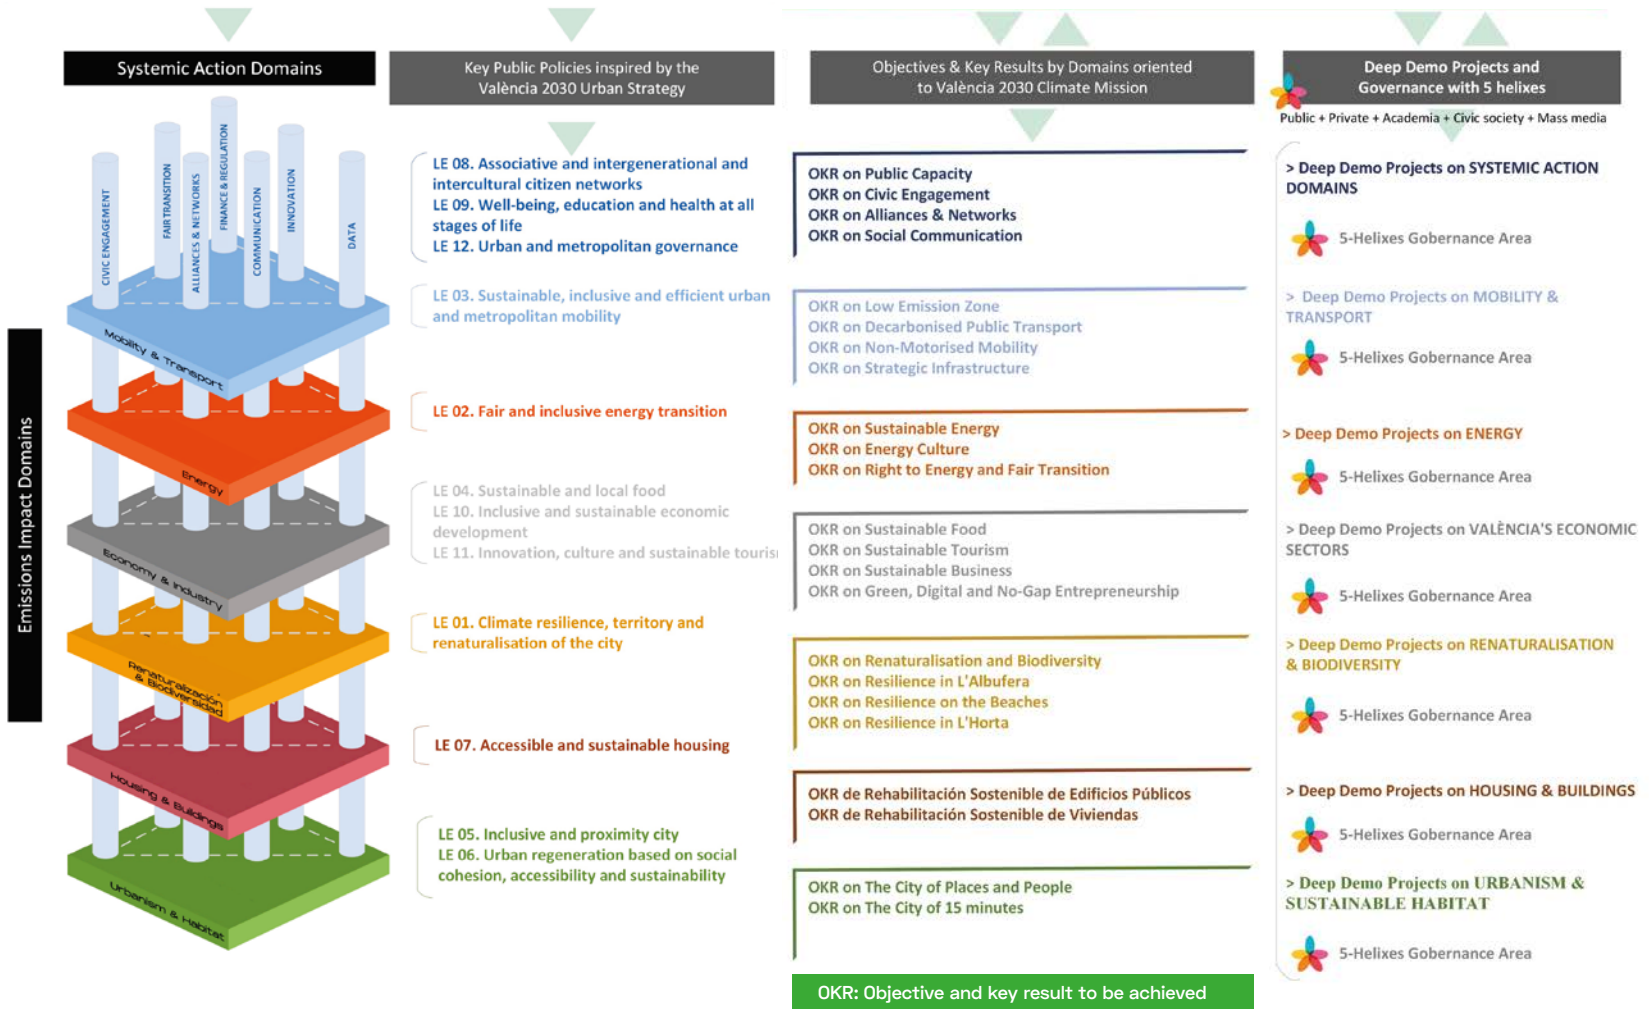 Systemic Action Domains
Key Public Policies inspired by the
València 2030 Urban Strategy
Objectives & Key Results by Domains oriented
to València 2030 Climate Mission
Deep Demo Projects and
Governance with 5 helixes
Public + Private + Academia + Civic society + Mass media
CIVIC ENGAGEMENT
FAIR TRANSITION
ALLIANCES & NETWORKS
FINANCE & REGULATION
COMMUNICATION
INNOVATION
DATA
Emissions Impact Domains
Mobility & Transport
Energy
Economy & Industry
Renaturalización
& Biodiversidad
Housing & Buildings
Urbanism & Habitat
LE 08. Associative and intergenerational and
intercultural citizen networks
LE 09. Well-being, education and health at all
stages of life
LE 12. Urban and metropolitan governance
LE 03. Sustainable, inclusive and efficient urban
and metropolitan mobility
LE 02. Fair and inclusive energy transition
LE 04. Sustainable and local food
LE 10. Inclusive and sustainable economic
development
LE 11. Innovation, culture and sustainable touris
LE 01. Climate resilience, territory and
renaturalisation of the city
LE 07. Accessible and sustainable housing
LE 05. Inclusive and proximity city
LE 06. Urban regeneration based on social
cohesion, accessibility and sustainability
OKR on Public Capacity
OKR on Civic Engagement
OKR on Alliances & Networks
OKR on Social Communication
OKR on Low Emission Zone
OKR on Decarbonised Public Transport
OKR on Non-Motorised Mobility
OKR on Strategic Infrastructure
OKR on Sustainable Energy
OKR on Energy Culture
OKR on Right to Energy and Fair Transition
OKR on Sustainable Food
OKR on Sustainable Tourism
OKR on Sustainable Business
OKR on Green, Digital and No-Gap Entrepreneurship
OKR on Renaturalisation and Biodiversity
OKR on Resilience in L'Albufera
OKR on Resilience on the Beaches
OKR on Resilience in L'Horta
OKR de Rehabilitación Sostenible de Edificios Públicos
OKR de Rehabilitación Sostenible de Viviendas
OKR on The City of Places and People
OKR on The City of 15 minutes
OKR: Objective and key result to be achieved
> Deep Demo Projects on SYSTEMIC ACTION
DOMAINS
5-Helixes Gobernance Area
> Deep Demo Projects on MOBILITY &
TRANSPORT
5-Helixes Gobernance Area
> Deep Demo Projects on ENERGY
5-Helixes Gobernance Area
> Deep Demo Projects on VALÈNCIA'S ECONOMIC
SECTORS
5-Helixes Gobernance Area
> Deep Demo Projects on RENATURALISATION
& BIODIVERSITY
5-Helixes Gobernance Area
> Deep Demo Projects on HOUSING & BUILDINGS
5-Helixes Gobernance Area
> Deep Demo Projects on URBANISM &
SUSTAINABLE HABITAT
5-Helixes Gobernance Area